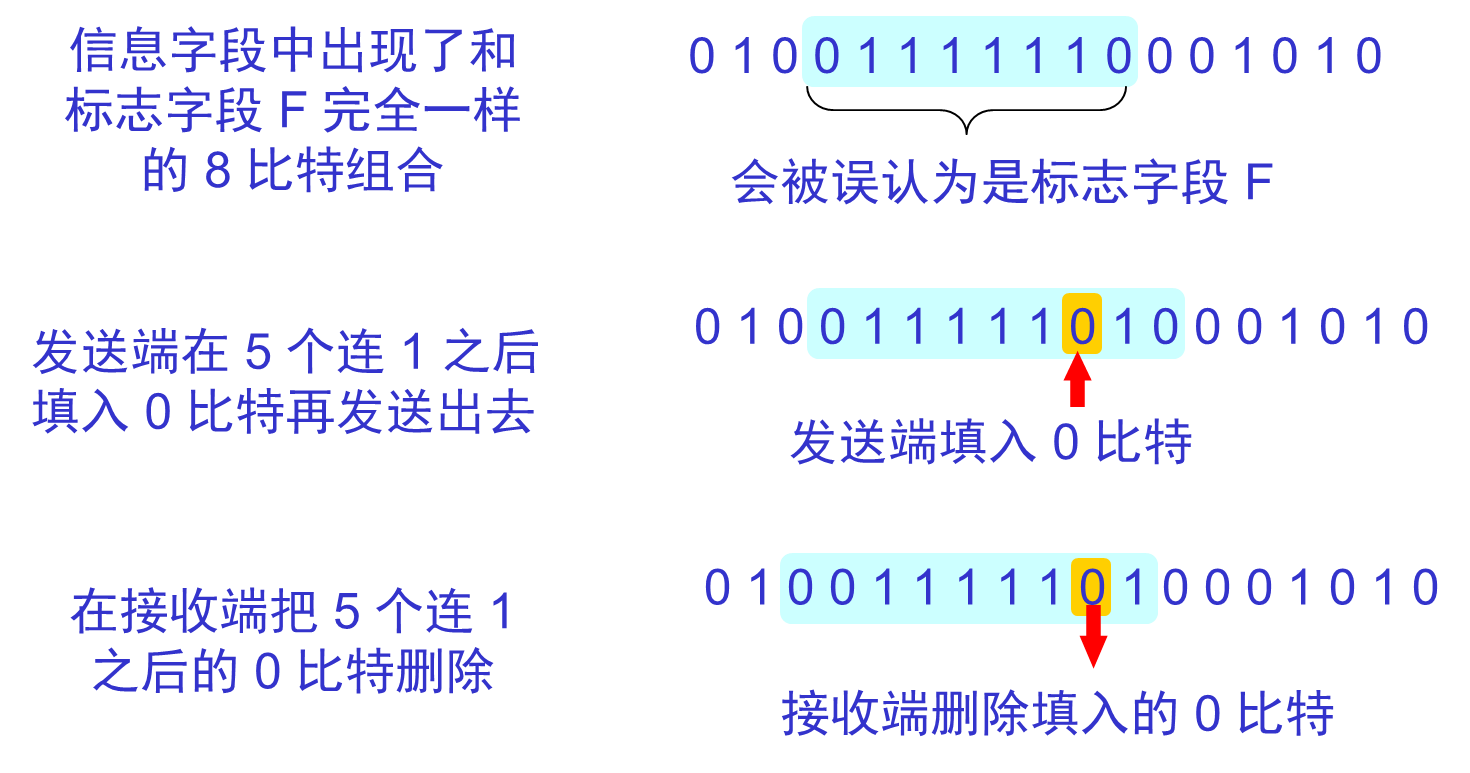 信息字段中出现了和
标志字段 F 完全一样
的 8 比特组合
0 1 0 0 1 1 1 1 1 1 0 0 0 1 0 1 0
会被误认为是标志字段 F
发送端在 5 个连 1 之后
填入 0 比特再发送出去
0 1 0 0 1 1 1 1 1 0 1 0 0 0 1 0 1 0
发送端填入 0 比特
在接收端把 5 个连 1
之后的 0 比特删除
0 1 0 0 1 1 1 1 1 0 1 0 0 0 1 0 1 0
接收端删除填入的 0 比特